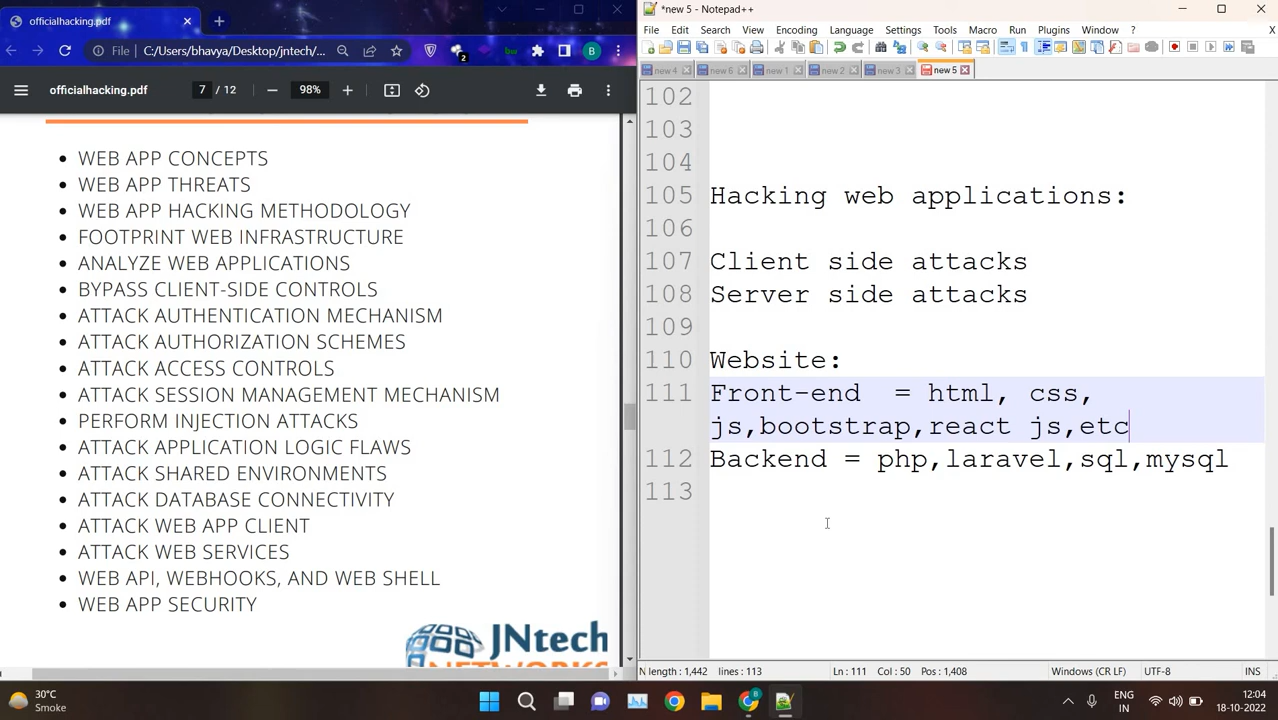 officialhacking.pdf
File
C:/Users/bhavya/Desktop/jntech/...
2
B
officialhacking.pdf
7 / 12
98%
WEB APP CONCEPTS
WEB APP THREATS
WEB APP HACKING METHODOLOGY
FOOTPRINT WEB INFRASTRUCTURE
ANALYZE WEB APPLICATIONS
BYPASS CLIENT-SIDE CONTROLS
ATTACK AUTHENTICATION MECHANISM
ATTACK AUTHORIZATION SCHEMES
ATTACK ACCESS CONTROLS
ATTACK SESSION MANAGEMENT MECHANISM
PERFORM INJECTION ATTACKS
ATTACK APPLICATION LOGIC FLAWS
ATTACK SHARED ENVIRONMENTS
ATTACK DATABASE CONNECTIVITY
ATTACK WEB APP CLIENT
ATTACK WEB SERVICES
WEB API, WEBHOOKS, AND WEB SHELL
WEB APP SECURITY
JNtech
*new 5 - Notepad++
File Edit Search View Encoding Language Settings Tools Macro Run Plugins Window ?
new 4 new 6 new 1 new 2 new 3 new 5
102
103
104
105 Hacking web applications:
106
107 Client side attacks
108 Server side attacks
109
110 Website:
111 Front-end  = html, css,
js,bootstrap,react js,etc
112 Backend = php,laravel,sql,mysql
113
length : 1,442 lines : 113 Ln : 111 Col : 50 Pos : 1,408 Windows (CR LF) UTF-8 INS
30°C
Smoke
ENG
IN
12:04
18-10-2022